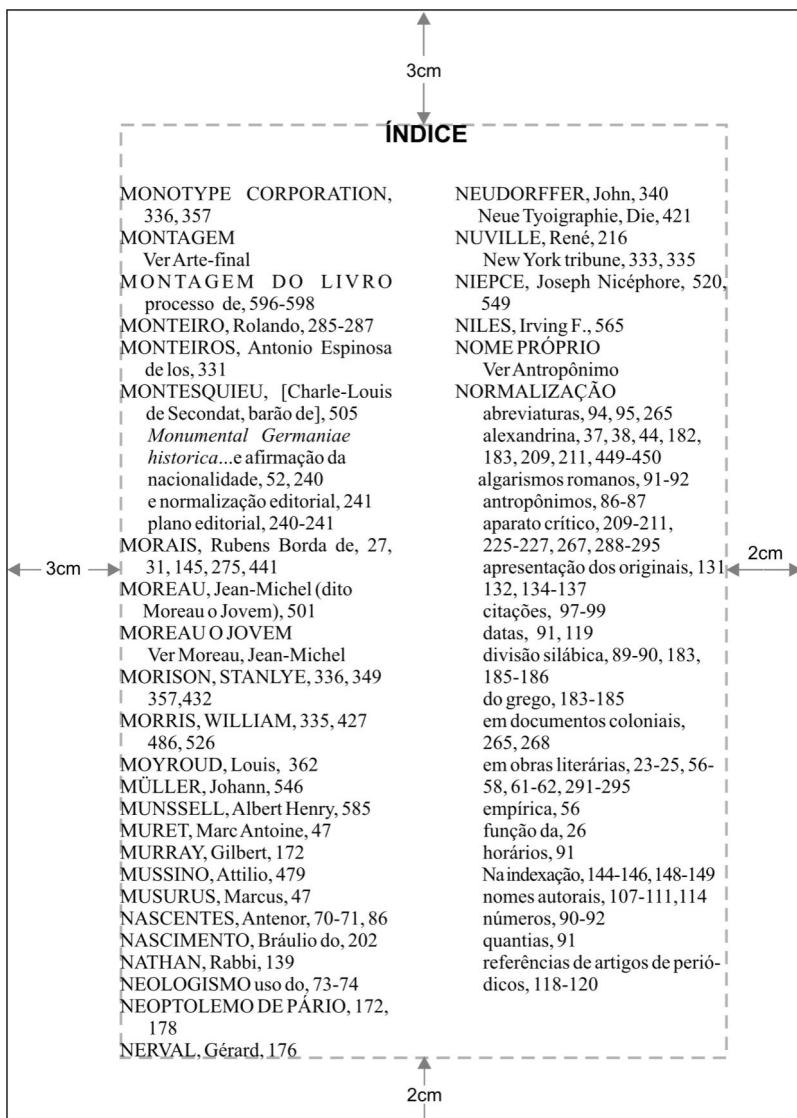 3cm
ÍNDICE
MONOTYPE CORPORATION,
336, 357
MONTAGEM
Ver Arte-final
MONTAGEM DO LIVRO
processo de, 596-598
MONTEIRO, Rolando, 285-287
MONTEIROS, Antonio Espinosa
de los, 331
MONTESQUIEU, [Charle-Louis
de Secondat, barão de], 505
Monumental Germaniae
historica...e afirmação da
nacionalidade, 52, 240
e normalização editorial, 241
plano editorial, 240-241
MORAIS, Rubens Borda de, 27,
31, 145, 275, 441
MOREAU, Jean-Michel (dito
Moreau o Jovem), 501
MOREAU O JOVEM
Ver Moreau, Jean-Michel
MORISON, STANLYE, 336, 349
357,432
MORRIS, WILLIAM, 335, 427
486, 526
MOYROUD, Louis, 362
MÜLLER, Johann, 546
MUNSSELL, Albert Henry, 585
MURET, Marc Antoine, 47
MURRAY, Gilbert, 172
MUSSINO, Attilio, 479
MUSURUS, Marcus, 47
NASCENTES, Antenor, 70-71, 86
NASCIMENTO, Bráulio do, 202
NATHAN, Rabbi, 139
NEOLOGISMO uso do, 73-74
NEOPTOLEMO DE PÁRIO, 172,
178
NERVAL, Gérard, 176
NEUDORFFER, John, 340
Neue Tyoigraphie, Die, 421
NUVILLE, René, 216
New York tribune, 333, 335
NIEPCE, Joseph Nicéphore, 520,
549
NILES, Irving F., 565
NOME PRÓPRIO
Ver Antropônimo
NORMALIZAÇÃO
abreviaturas, 94, 95, 265
alexandrina, 37, 38, 44, 182,
183, 209, 211, 449-450
algarismos romanos, 91-92
antropônimos, 86-87
aparato crítico, 209-211,
225-227, 267, 288-295
apresentação dos originais, 131
132, 134-137
citações, 97-99
datas, 91, 119
divisão silábica, 89-90, 183,
185-186
do grego, 183-185
em documentos coloniais,
265, 268
em obras literárias, 23-25, 56-
58, 61-62, 291-295
empírica, 56
função da, 26
horários, 91
Na indexação, 144-146, 148-149
nomes autorais, 107-111,114
números, 90-92
quantias, 91
referências de artigos de perió-
dicos, 118-120
3cm
2cm
2cm